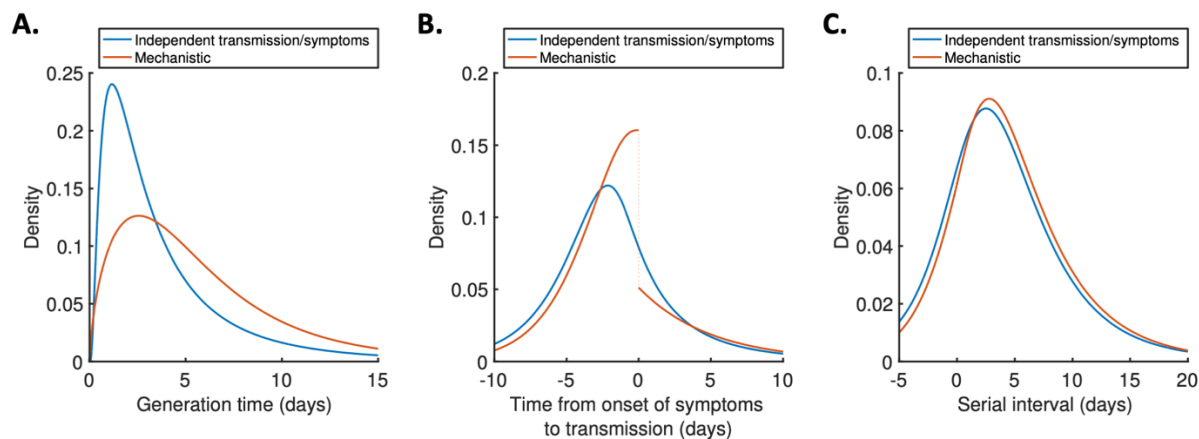 A.
Independent transmission/symptoms
Mechanistic
0.25
0.2
0.15
0.1
0.05
0
Density
0 5 10 15
Generation time (days)
B.
Independent transmission/symptoms
Mechanistic
0.2
0.15
0.1
0.05
0
Density
-10 -5 0 5 10
Time from onset of symptoms
to transmission (days)
C.
Independent transmission/symptoms
Mechanistic
0.1
0.08
0.06
0.04
0.02
0
Density
-5 0 5 10 15 20
Serial interval (days)